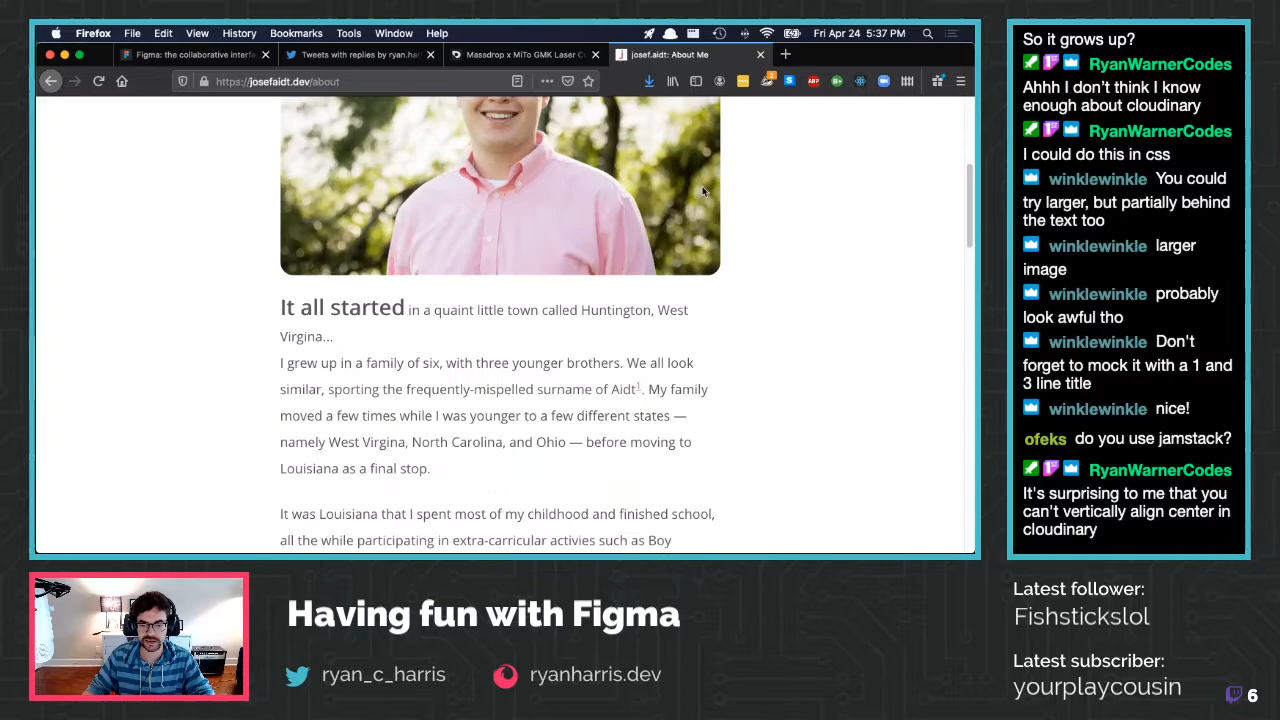 Firefox File Edit View History Bookmarks Tools Window Help Fri Apr 24 5:37 PM
Figma: the collaborative interfa Tweets with replies by ryan.har Massdrop x MiTo GMK Laser Cu josef.aidt: About Me
https://josefaidt.dev/about
It all started in a quaint little town called Huntington, West
Virgina...
I grew up in a family of six, with three younger brothers. We all look
similar, sporting the frequently-mispelled surname of Aidt1. My family
moved a few times while I was younger to a few different states —
namely West Virgina, North Carolina, and Ohio — before moving to
Louisiana as a final stop.
It was Louisiana that I spent most of my childhood and finished school,
all the while participating in extra-carricular activies such as Boy
So it grows up?
RyanWarnerCodes
Ahhh I don't think I know
enough about cloudinary
RyanWarnerCodes
I could do this in css
winklewinkle You could
try larger, but partially behind
the text too
winklewinkle larger
image
winklewinkle probably
look awful tho
winklewinkle Don't
forget to mock it with a 1 and
3 line title
winklewinkle nice!
ofeks do you use jamstack?
RyanWarnerCodes
It's surprising to me that you
can't vertically align center in
cloudinary
Having fun with Figma
ryan_c_harris ryanharris.dev
Latest follower:
Fishstickslol
Latest subscriber:
yourplaycousin
6